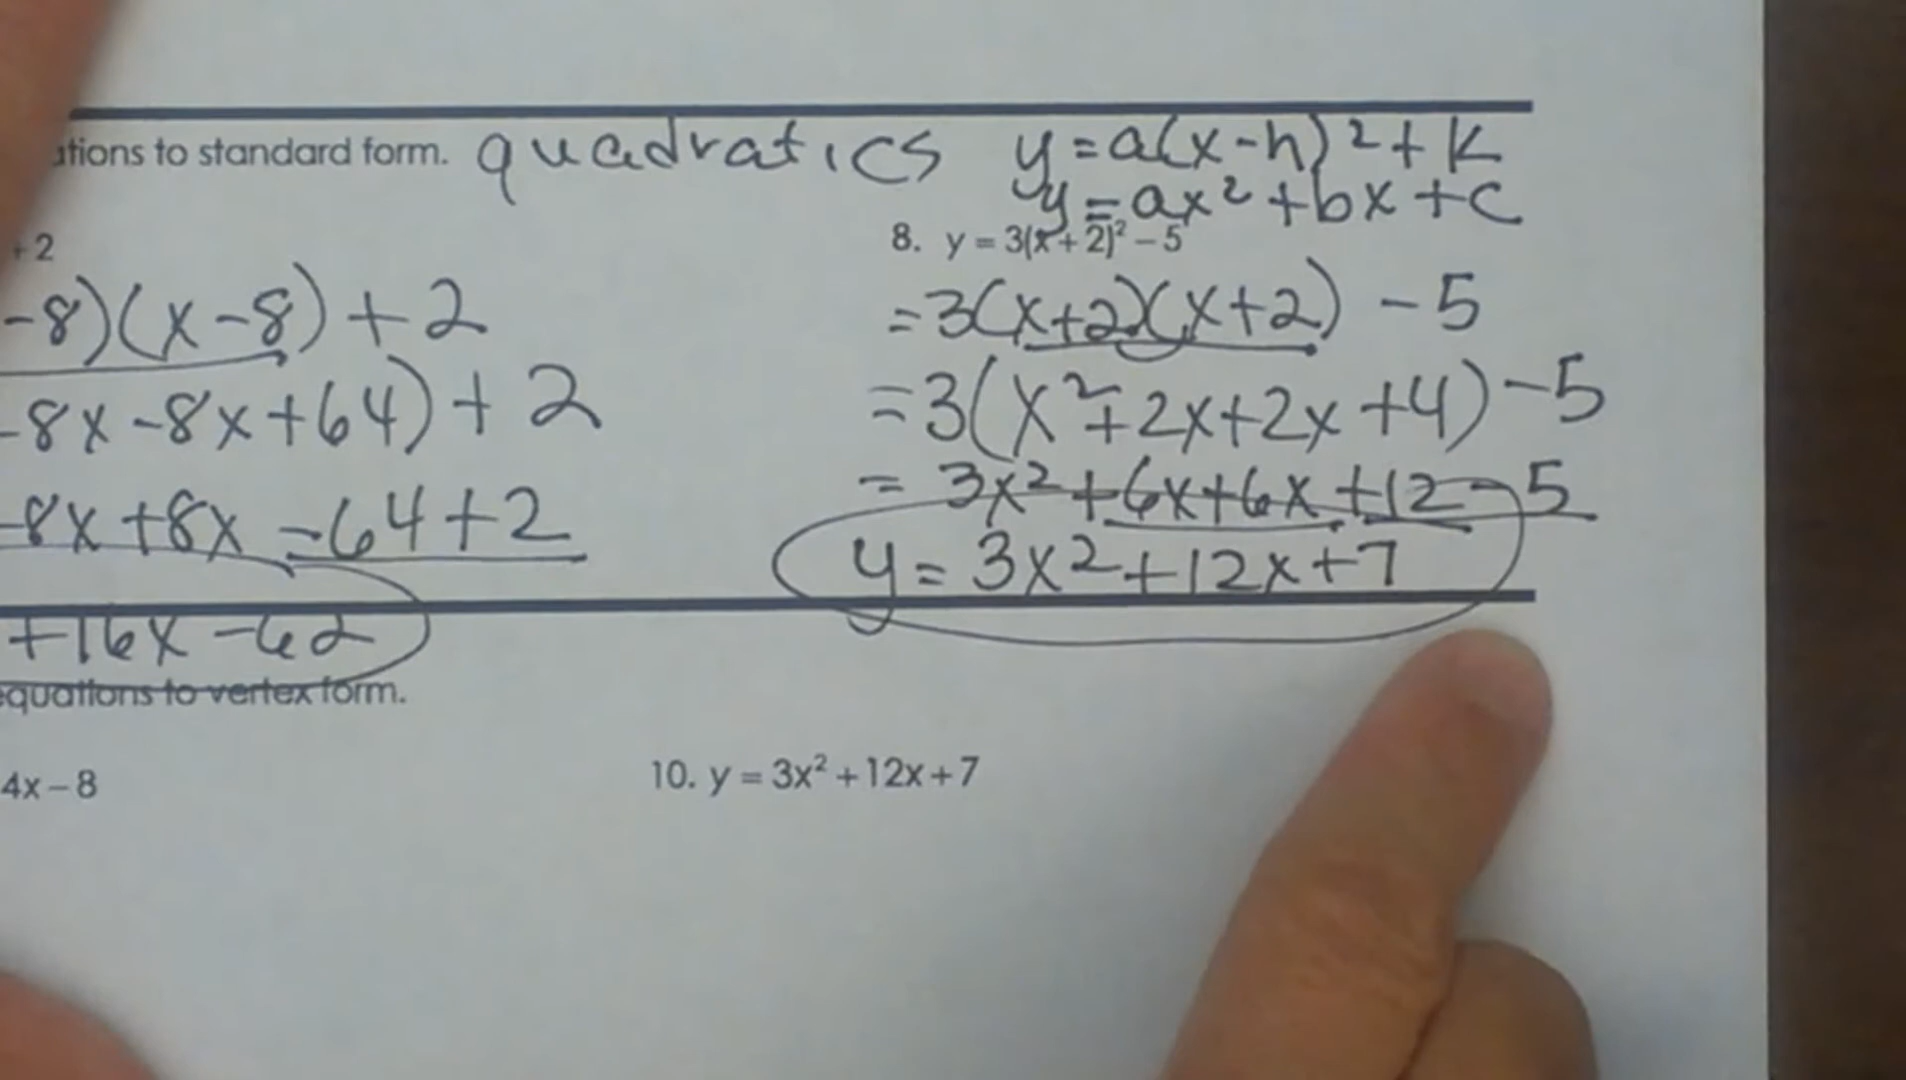 ations to standard form. quadratics y=a(x-h)²+k
y=ax²+bx+c
+2
-8)(x-8)+2
-8x-8x+64)+2
-8x+8x-64+2
+16x-62
8. y = 3(x + 2)² – 5
=3(x+2)(x+2) -5
=3(x²+2x+2x+4)-5
= 3x²+6x+6x+12-5
y=3x²+12x+7
equations to vertex form.
4x – 8
10. y = 3x² + 12x + 7